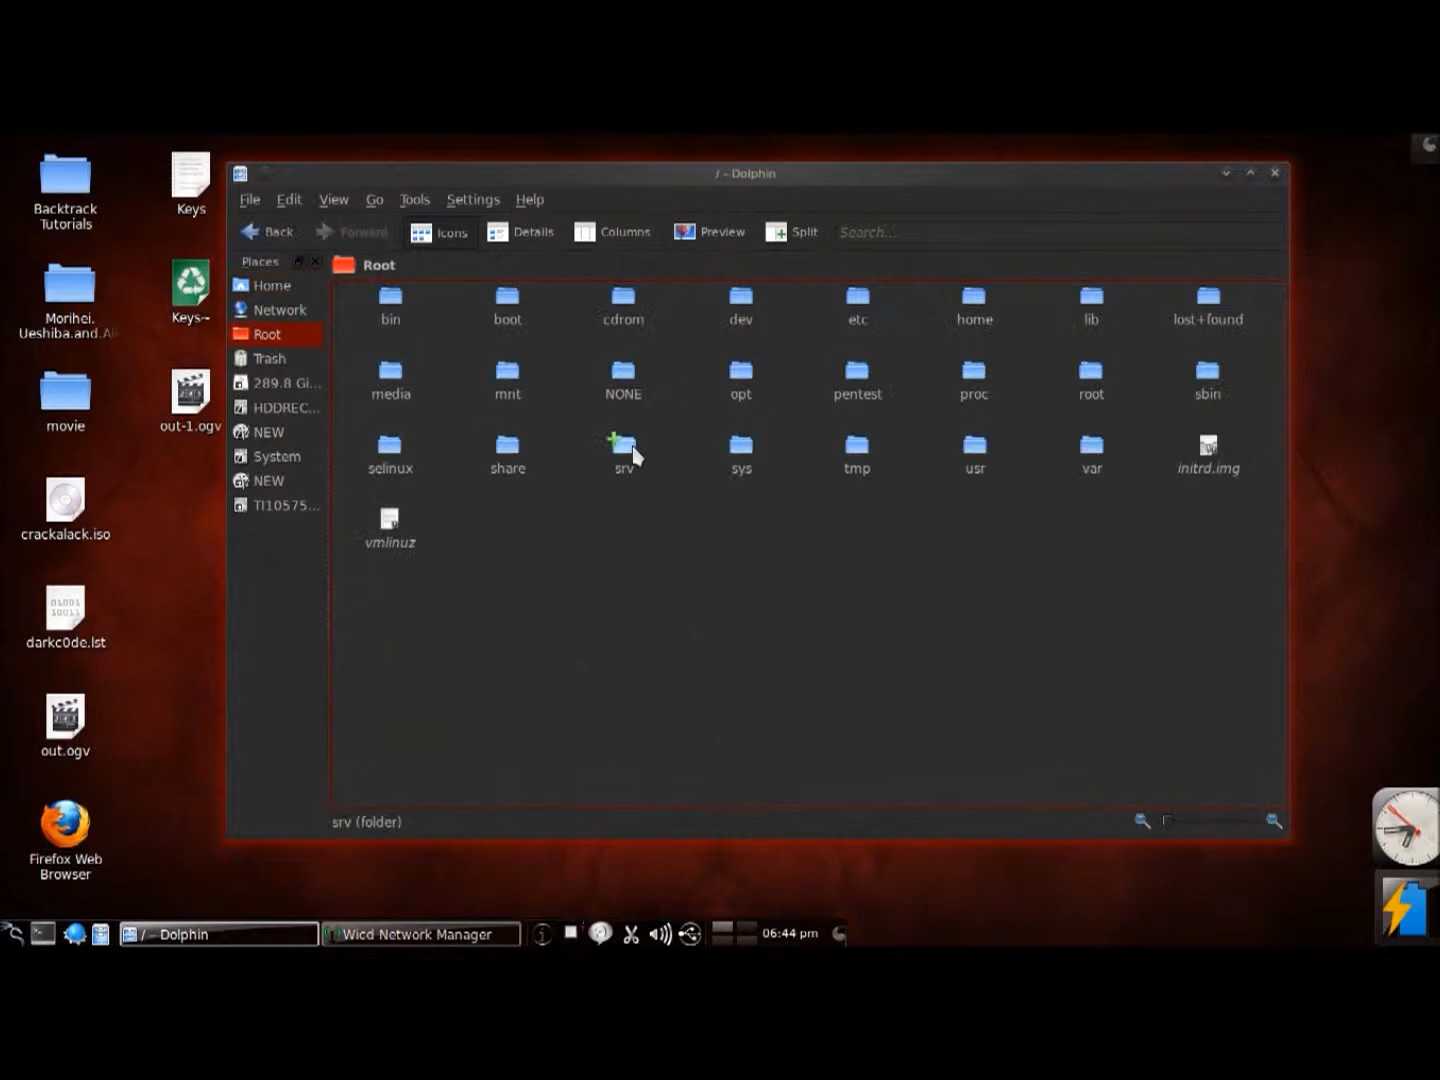 Backtrack
Tutorials
Keys
Morihei.
Ueshiba.and.Ai
Keys~
movie
out-1.ogv
crackalack.iso
darkc0de.lst
out.ogv
Firefox Web
Browser
/ - Dolphin
File Edit View Go Tools Settings Help
Back Forward Icons Details Columns Preview Split Search...
Places
Root
Home
Network
Root
Trash
289.8 Gi...
HDDREC...
NEW
System
NEW
TI10575...
bin boot cdrom dev etc home lib lost+found
media mnt NONE opt pentest proc root sbin
selinux share srv sys tmp usr var initrd.img
vmlinuz
srv (folder)
/ - Dolphin
Wicd Network Manager
06:44 pm